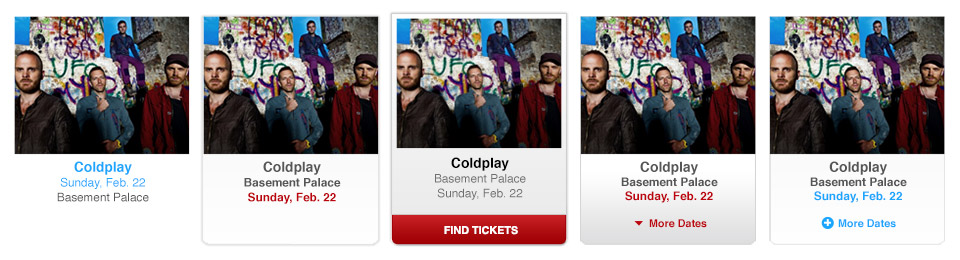 Coldplay
Sunday, Feb. 22
Basement Palace
Coldplay
Basement Palace
Sunday, Feb. 22
Coldplay
Basement Palace
Sunday, Feb. 22
FIND TICKETS
Coldplay
Basement Palace
Sunday, Feb. 22
More Dates
Coldplay
Basement Palace
Sunday, Feb. 22
More Dates